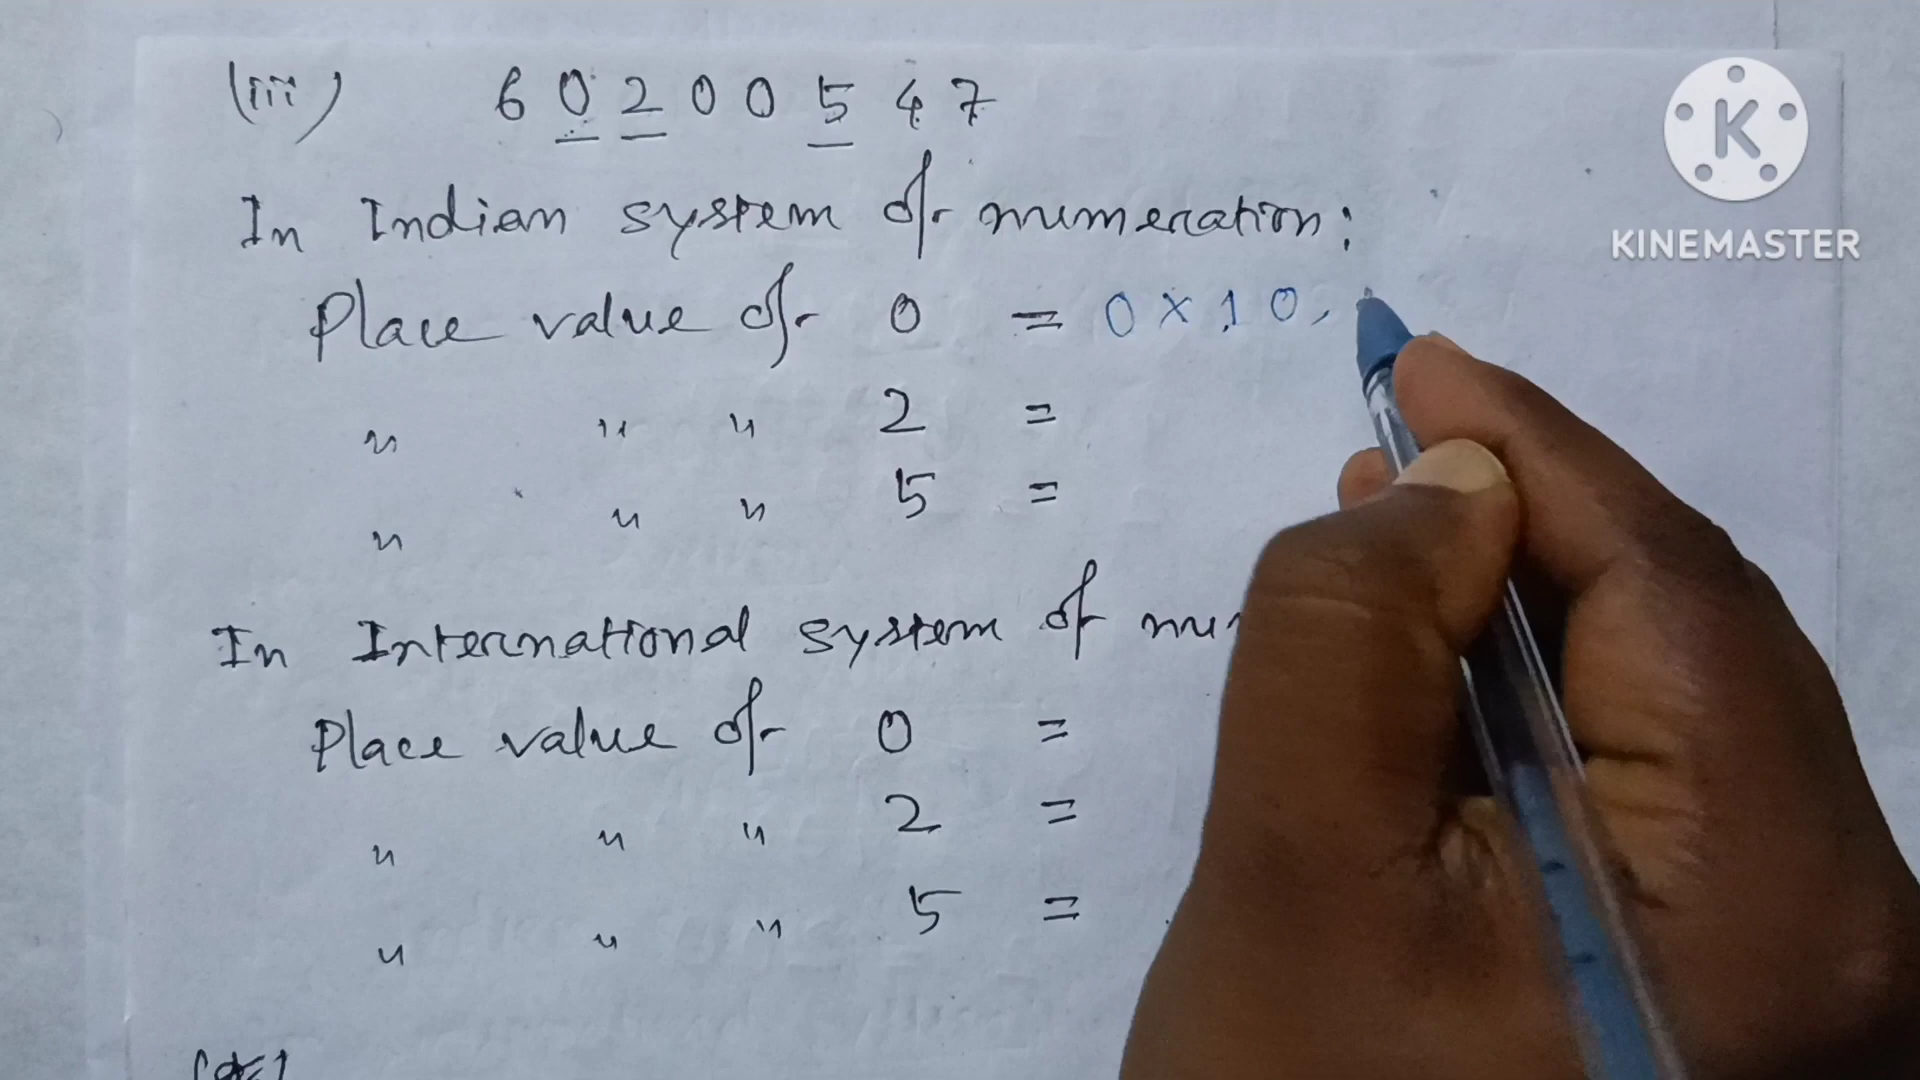 (iii) 6 0 2 0 0 5 4 7
K
KINEMASTER
In Indian system of numeration:
Place value of 0 = 0 × 10,
" " " 2 =
" " " 5 =
In International system of
Place value of 0 =
" " " 2 =
" " " 5 =